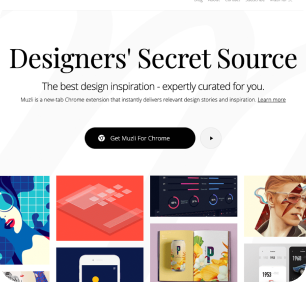 Designers' Secret Source
The best design inspiration - expertly curated for you.
Muzli is a new-tab Chrome extension that instantly delivers relevant design stories and inspiration. Learn more
Get Muzli For Chrome
1960